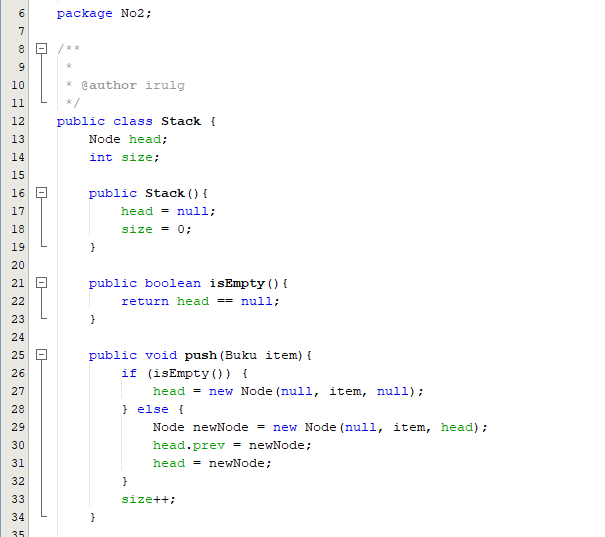 6 package No2;
7
8 /**
9 *
10 * @author irulg
11 */
12 public class Stack {
13 Node head;
14 int size;
15
16 public Stack(){
17 head = null;
18 size = 0;
19 }
20
21 public boolean isEmpty(){
22 return head == null;
23 }
24
25 public void push(Buku item){
26 if (isEmpty()) {
27 head = new Node(null, item, null);
28 } else {
29 Node newNode = new Node(null, item, head);
30 head.prev = newNode;
31 head = newNode;
32 }
33 size++;
34 }
35